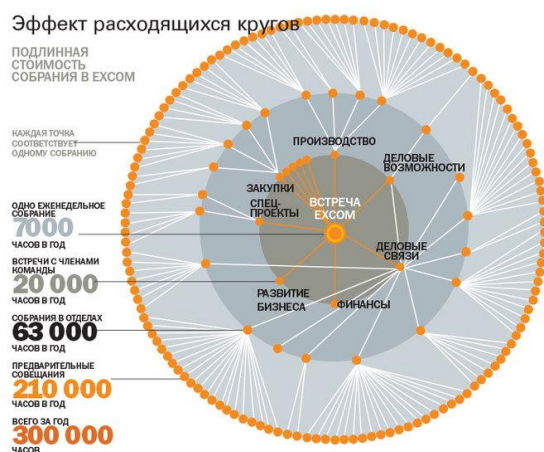 Эффект расходящихся кругов
ПОДЛИННАЯ
СТОИМОСТЬ
СОБРАНИЯ В EXCOM
КАЖДАЯ ТОЧКА
СООТВЕТСТВУЕТ
ОДНОМУ СОБРАНИЮ
ОДНО ЕЖЕНЕДЕЛЬНОЕ
СОБРАНИЕ
7000
ЧАСОВ В ГОД
ВСТРЕЧИ С ЧЛЕНАМИ
КОМАНДЫ
20 000
ЧАСОВ В ГОД
СОБРАНИЯ В ОТДЕЛАХ
63 000
ЧАСОВ В ГОД
ПРЕДВАРИТЕЛЬНЫЕ
СОВЕЩАНИЯ
210 000
ЧАСОВ В ГОД
ВСЕГО ЗА ГОД
300 000
ЧАСОВ
ПРОИЗВОДСТВО
ДЕЛОВЫЕ
ВОЗМОЖНОСТИ
ЗАКУПКИ
СПЕЦ-
ПРОЕКТЫ
ВСТРЕЧА
EXCOM
ДЕЛОВЫЕ
СВЯЗИ
РАЗВИТИЕ
БИЗНЕСА
ФИНАНСЫ